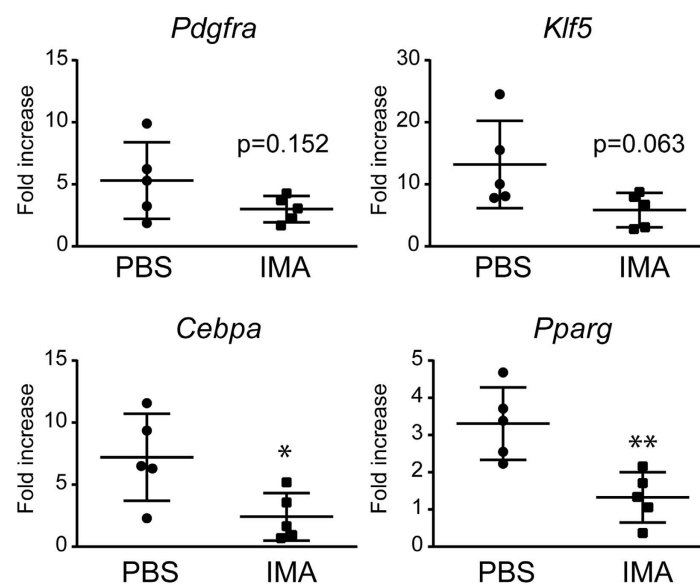 Pdgfra
15
10
5
0
Fold increase
p=0.152
PBS IMA
Klf5
30
20
10
0
Fold increase
p=0.063
PBS IMA
Cebpa
15
10
5
0
Fold increase
*
PBS IMA
Pparg
5
4
3
2
1
0
Fold increase
**
PBS IMA